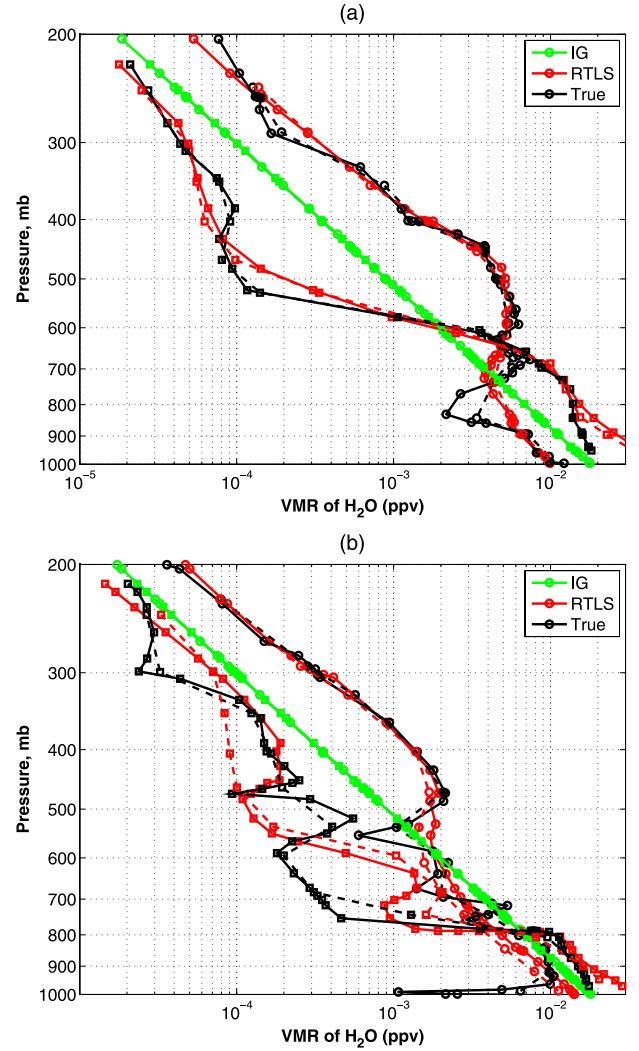 (a)
200
300
400
500
600
700
800
900
1000
Pressure, mb
IG
RTLS
True
10⁻⁵
10⁻⁴
10⁻³
10⁻²
VMR of H₂O (ppv)
(b)
200
300
400
500
600
700
800
900
1000
Pressure, mb
IG
RTLS
True
10⁻⁴
10⁻³
10⁻²
VMR of H₂O (ppv)